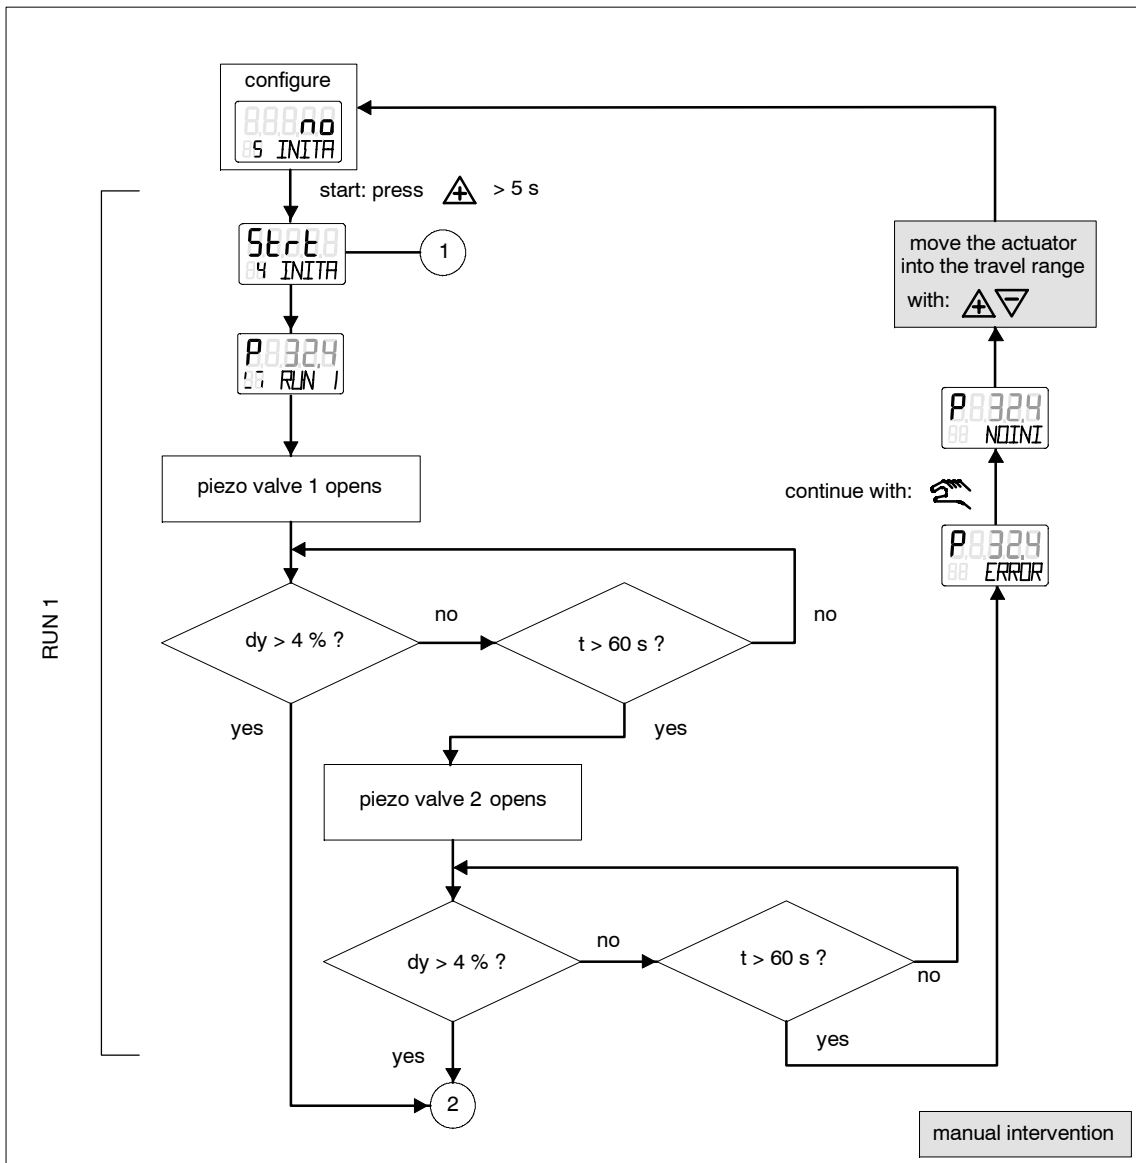 configure
no
5 INITA
start: press + > 5 s
Strt
4 INITA
1
P 32.4
RUN 1
piezo valve 1 opens
dy > 4 % ?
no
t > 60 s ?
no
yes
yes
piezo valve 2 opens
dy > 4 % ?
no
t > 60 s ?
no
yes
yes
2
RUN 1
move the actuator
into the travel range
with: + −
P 32.4
NOINI
continue with:
P 32.4
ERROR
manual intervention